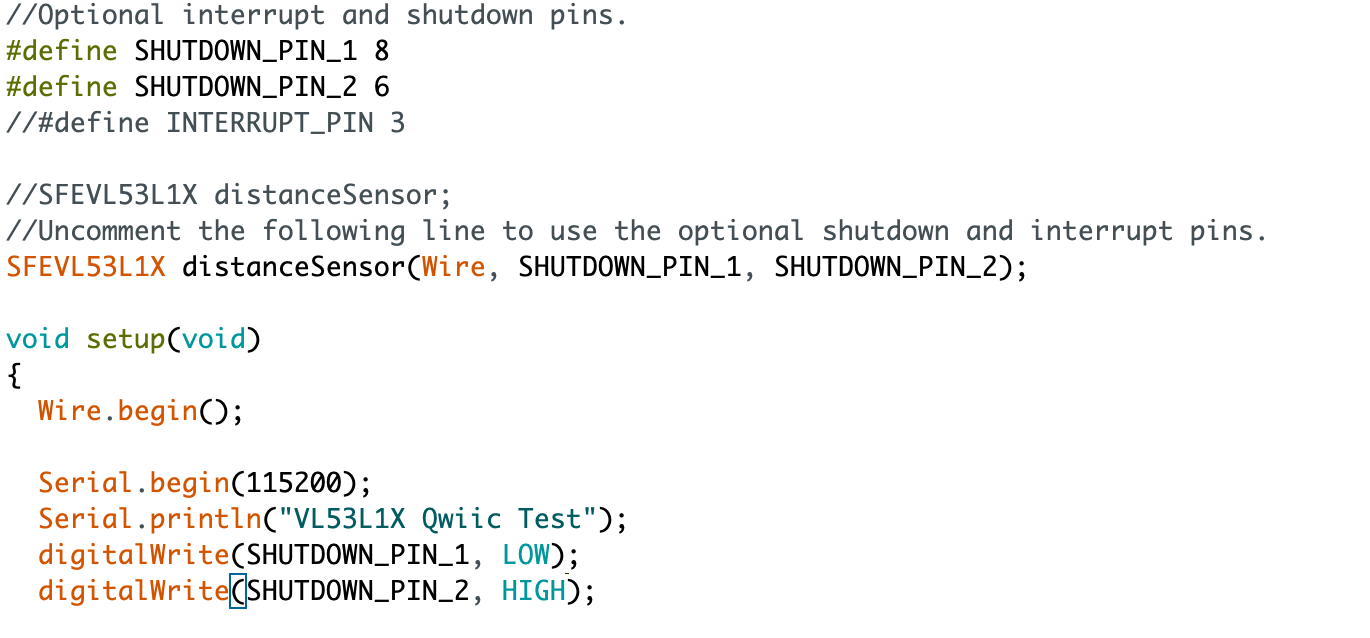 //Optional interrupt and shutdown pins.
#define SHUTDOWN_PIN_1 8
#define SHUTDOWN_PIN_2 6
//#define INTERRUPT_PIN 3
//SFEVL53L1X distanceSensor;
//Uncomment the following line to use the optional shutdown and interrupt pins.
SFEVL53L1X distanceSensor(Wire, SHUTDOWN_PIN_1, SHUTDOWN_PIN_2);
void setup(void)
{
  Wire.begin();
  Serial.begin(115200);
  Serial.println("VL53L1X Qwiic Test");
  digitalWrite(SHUTDOWN_PIN_1, LOW);
  digitalWrite(SHUTDOWN_PIN_2, HIGH);